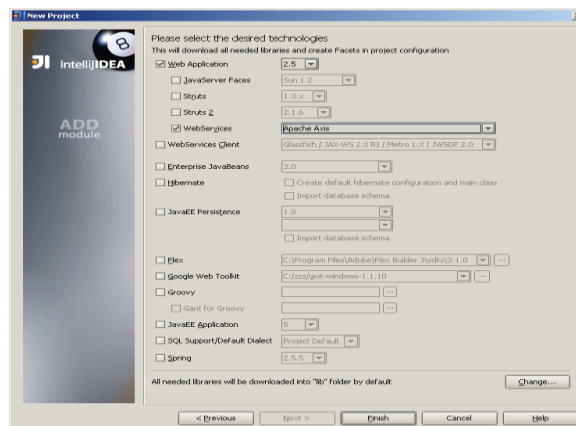 New Project
8
IntelliJIDEA
ADD
module
Please select the desired technologies
This will download all needed libraries and create Facets in project configuration
Web Application 2.5
JavaServer Faces Sun 1.2
Struts 1.3.x
Struts 2 2.1.6
WebServices Apache Axis
WebServices Client Glassfish / JAX-WS 2.X RI / Metro 1.X / JWSDP 2.0
Enterprise JavaBeans 3.0
Hibernate Create default hibernate configuration and main class
Import database schema
JavaEE Persistence 1.0
Import database schema
Flex C:\Program Files\Adobe\Flex Builder 3\sdks\3.1.0 ...
Google Web Toolkit C:/zzz/gwt-windows-1.1.10 ...
Groovy ...
Gant for Groovy ...
JavaEE Application 5
SQL Support/Default Dialect Project Default
Spring 2.5.5
All needed libraries will be downloaded into "lib" folder by default Change...
< Previous Next > Finish Cancel Help